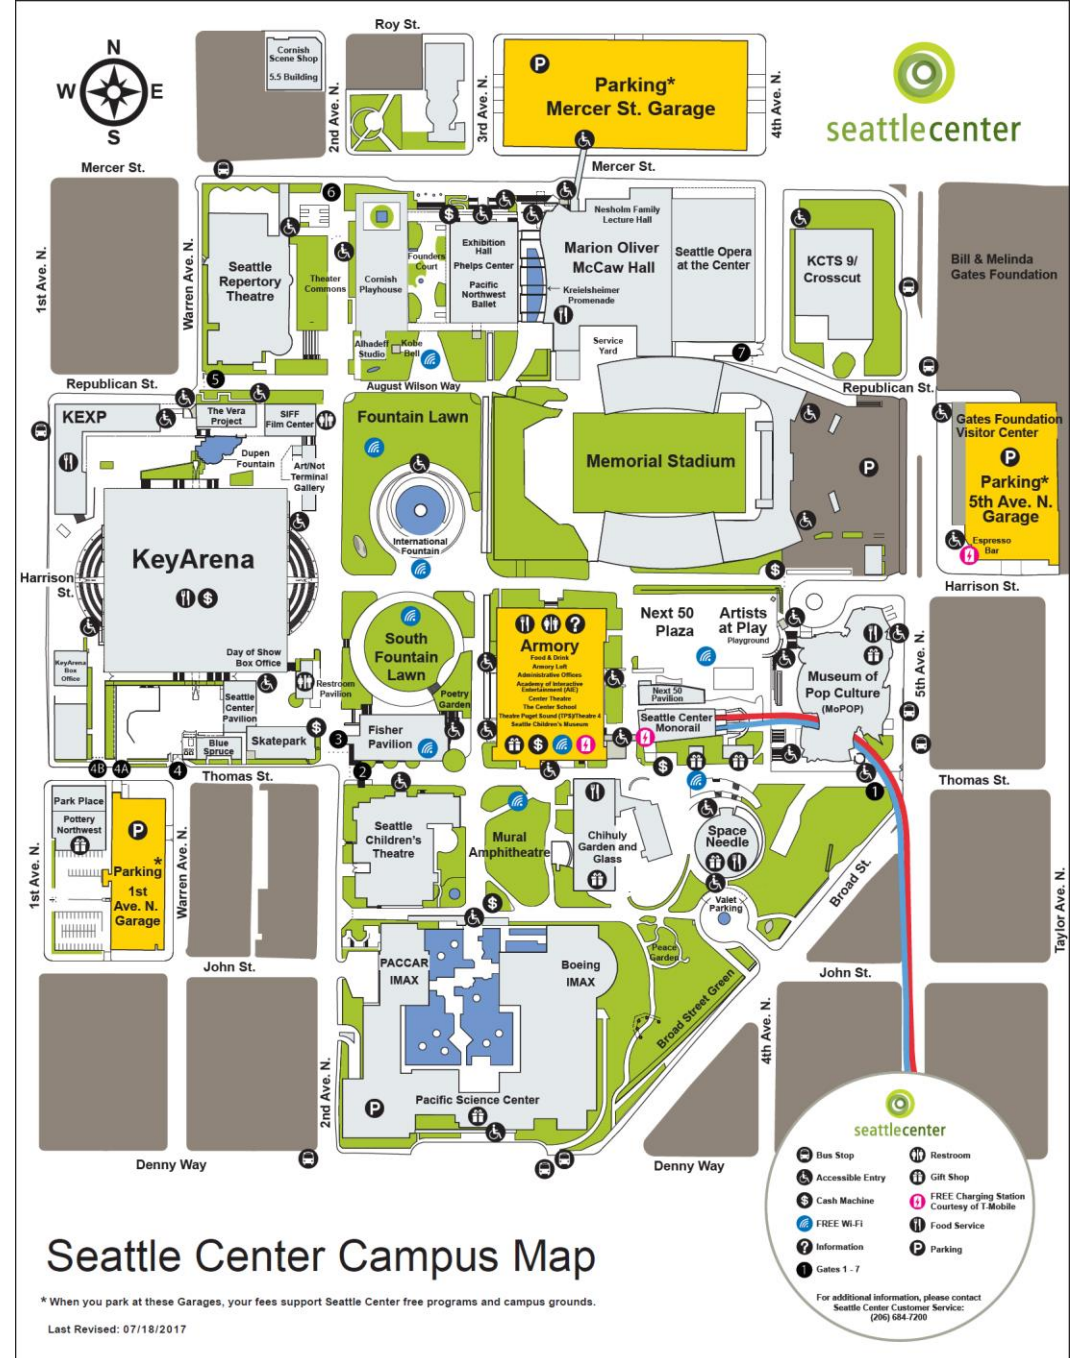 Roy St.
N
W E
S
Cornish
Scene Shop
5.5 Building
2nd Ave. N.
3rd Ave. N.
P
Parking*
Mercer St. Garage
4th Ave. N.
seattlecenter
Mercer St.
Mercer St.
1st Ave. N.
Warren Ave. N.
6
Seattle
Repertory
Theatre
Theater
Commons
Cornish
Playhouse
Founders
Court
$
Exhibition
Hall
Phelps Center
Pacific
Northwest
Ballet
Nesholm Family
Lecture Hall
Marion Oliver
McCaw Hall
Kreielsheimer
Promenade
Seattle Opera
at the Center
KCTS 9/
Crosscut
Bill & Melinda
Gates Foundation
Alhadeff
Studio
Kobe
Bell
Service
Yard
7
5
Republican St.
August Wilson Way
Republican St.
KEXP
The Vera
Project
SIFF
Film Center
Dupen
Fountain
Art/Not
Terminal
Gallery
Fountain Lawn
International
Fountain
Memorial Stadium
P
Gates Foundation
Visitor Center
P
Parking*
5th Ave. N.
Garage
Espresso
Bar
KeyArena
$
Harrison
St.
$
Harrison St.
Day of Show
Box Office
KeyArena
Box
Office
Restroom
Pavilion
Seattle
Center
Pavilion
Blue
Spruce
Skatepark
$
South
Fountain
Lawn
Poetry
Garden
Fisher
Pavilion
3
2
?
Armory
Food & Drink
Armory Loft
Administrative Offices
Academy of Interactive
Entertainment (AIE)
Center Theatre
The Center School
Theatre Puget Sound (TPS)/Theatre 4
Seattle Children's Museum
$
Next 50
Plaza
Artists
at Play
Playground
Next 50
Pavilion
Seattle Center
Monorail
$
Museum of
Pop Culture
(MoPOP)
5th Ave. N.
1
4B
4A
4
Thomas St.
Thomas St.
Park Place
Pottery
Northwest
P
Parking*
1st
Ave. N.
Garage
1st Ave. N.
Warren Ave. N.
Seattle
Children's
Theatre
Mural
Amphitheatre
$
Chihuly
Garden and
Glass
Space
Needle
Valet
Parking
Broad St.
Taylor Ave. N.
John St.
John St.
PACCAR
IMAX
Boeing
IMAX
Peace
Garden
Broad Street Green
4th Ave. N.
2nd Ave. N.
P
Pacific Science Center
Denny Way
Denny Way
seattlecenter
Bus Stop
Accessible Entry
$ Cash Machine
FREE Wi-Fi
? Information
1 Gates 1 - 7
Restroom
Gift Shop
FREE Charging Station
Courtesy of T-Mobile
Food Service
P Parking
For additional information, please contact
Seattle Center Customer Service:
(206) 684-7200
Seattle Center Campus Map
* When you park at these Garages, your fees support Seattle Center free programs and campus grounds.
Last Revised: 07/18/2017